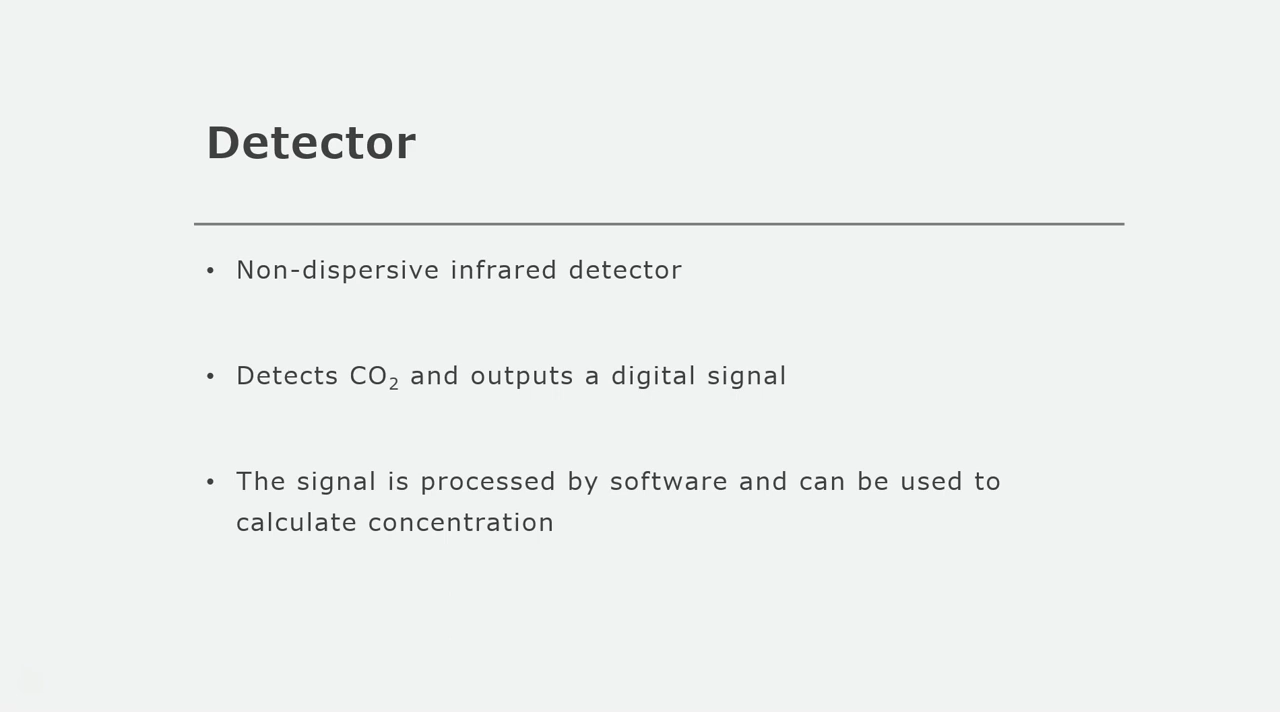 Detector
• Non-dispersive infrared detector
• Detects CO₂ and outputs a digital signal
• The signal is processed by software and can be used to
calculate concentration